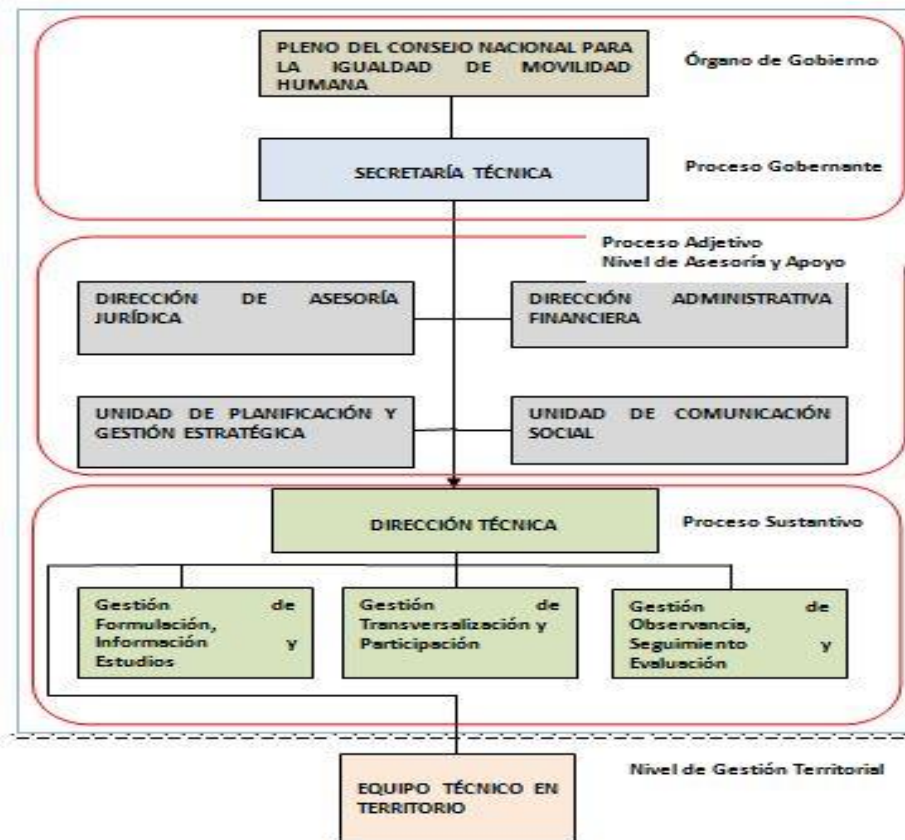 PLENO DEL CONSEJO NACIONAL PARA
LA IGUALDAD DE MOVILIDAD
HUMANA
Órgano de Gobierno
SECRETARÍA TÉCNICA
Proceso Gobernante
Proceso Adjetivo
Nivel de Asesoría y Apoyo
DIRECCIÓN DE ASESORÍA
JURÍDICA
DIRECCIÓN ADMINISTRATIVA
FINANCIERA
UNIDAD DE PLANIFICACIÓN Y
GESTIÓN ESTRATÉGICA
UNIDAD DE COMUNICACIÓN
SOCIAL
DIRECCIÓN TÉCNICA
Proceso Sustantivo
Gestión de
Formulación,
Información y
Estudios
Gestión de
Transversalización y
Participación
Gestión de
Observancia,
Seguimiento y
Evaluación
Nivel de Gestión Territorial
EQUIPO TÉCNICO EN
TERRITORIO